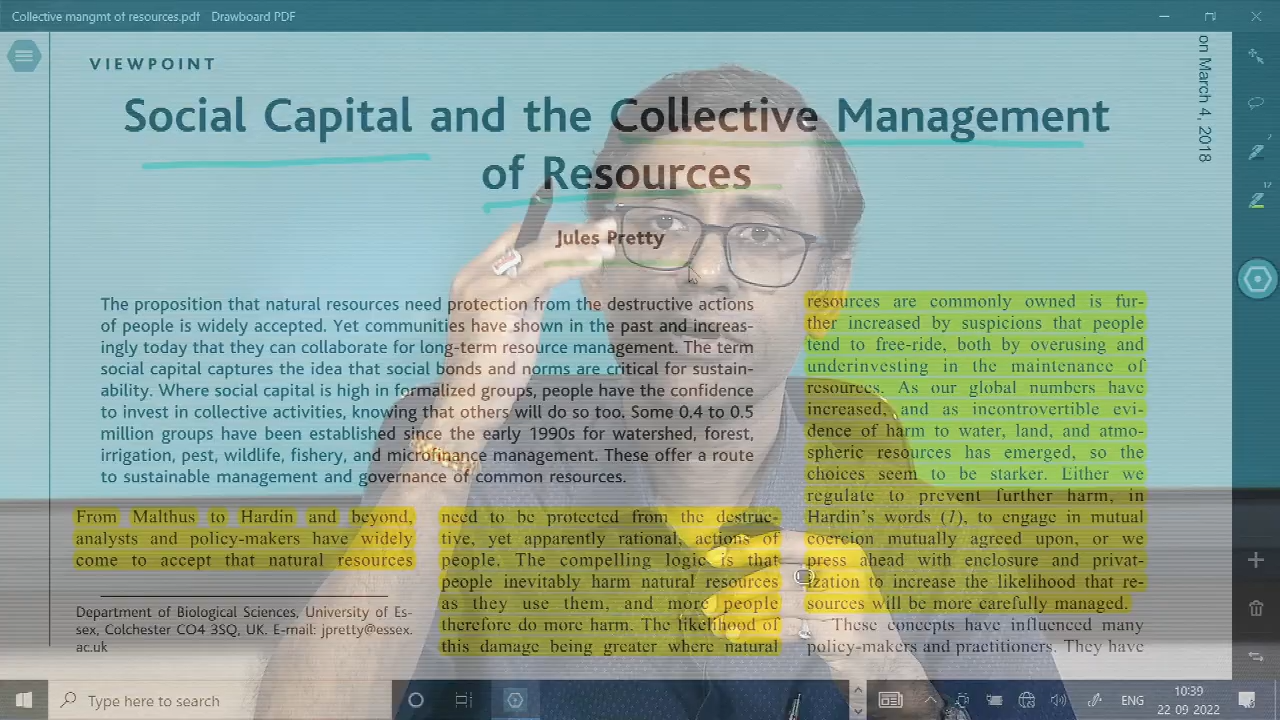 Collective mangmt of resources.pdf Drawboard PDF
on March 4, 2018
VIEWPOINT
Social Capital and the Collective Management
of Resources
Jules Pretty
The proposition that natural resources need protection from the destructive actions
of people is widely accepted. Yet communities have shown in the past and increas-
ingly today that they can collaborate for long-term resource management. The term
social capital captures the idea that social bonds and norms are critical for sustain-
ability. Where social capital is high in formalized groups, people have the confidence
to invest in collective activities, knowing that others will do so too. Some 0.4 to 0.5
million groups have been established since the early 1990s for watershed, forest,
irrigation, pest, wildlife, fishery, and microfinance management. These offer a route
to sustainable management and governance of common resources.
From Malthus to Hardin and beyond,
analysts and policy-makers have widely
come to accept that natural resources
Department of Biological Sciences, University of Es-
sex, Colchester CO4 3SQ, UK. E-mail: jpretty@essex.
ac.uk
need to be protected from the destruc-
tive, yet apparently rational, actions of
people. The compelling logic is that
people inevitably harm natural resources
as they use them, and more people
therefore do more harm. The likelihood of
this damage being greater where natural
resources are commonly owned is fur-
ther increased by suspicions that people
tend to free-ride, both by overusing and
underinvesting in the maintenance of
resources. As our global numbers have
increased, and as incontrovertible evi-
dence of harm to water, land, and atmo-
spheric resources has emerged, so the
choices seem to be starker. Either we
regulate to prevent further harm, in
Hardin's words (1), to engage in mutual
coercion mutually agreed upon, or we
press ahead with enclosure and privat-
ization to increase the likelihood that re-
sources will be more carefully managed.
These concepts have influenced many
policy-makers and practitioners. They have
Type here to search
ENG
10:39
22-09-2022